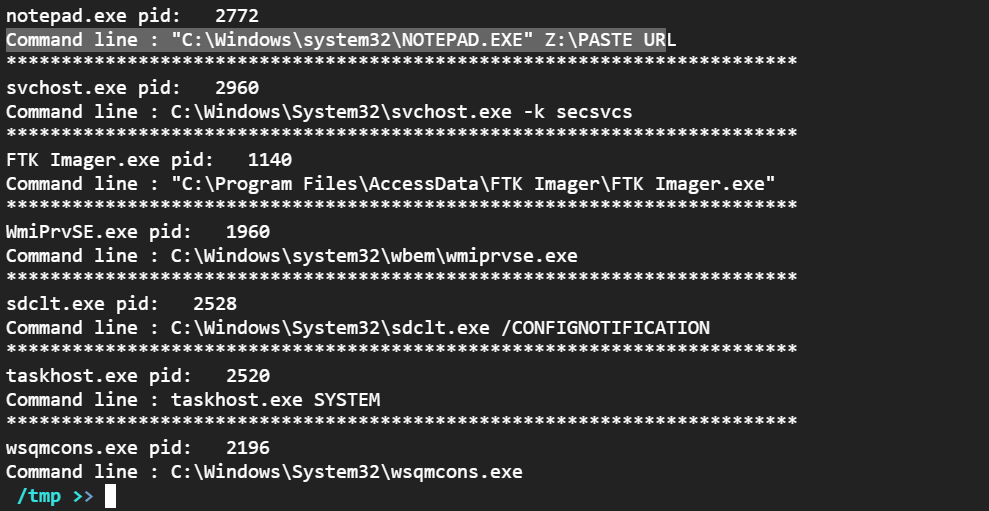 notepad.exe pid:   2772
Command line : "C:\Windows\system32\NOTEPAD.EXE" Z:\PASTE URL
************************************************************************
svchost.exe pid:   2960
Command line : C:\Windows\System32\svchost.exe -k secsvcs
************************************************************************
FTK Imager.exe pid:   1140
Command line : "C:\Program Files\AccessData\FTK Imager\FTK Imager.exe"
************************************************************************
WmiPrvSE.exe pid:   1960
Command line : C:\Windows\system32\wbem\wmiprvse.exe
************************************************************************
sdclt.exe pid:   2528
Command line : C:\Windows\System32\sdclt.exe /CONFIGNOTIFICATION
************************************************************************
taskhost.exe pid:   2520
Command line : taskhost.exe SYSTEM
************************************************************************
wsqmcons.exe pid:   2196
Command line : C:\Windows\System32\wsqmcons.exe
/tmp >>